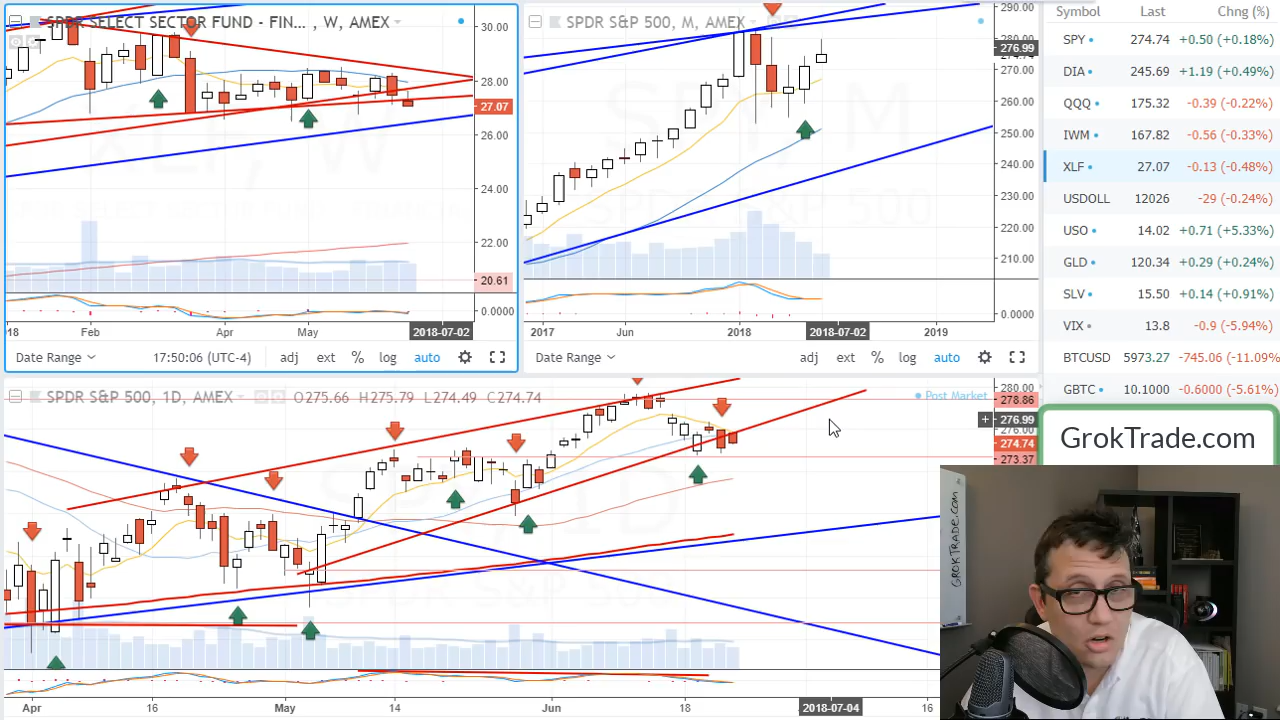 SPDR SELECT SECTOR FUND - FIN... , W, AMEX
30.00
28.00
27.07
26.00
24.00
22.00
20.61
0.0000
Feb
Apr
May
2018-07-02
Date Range
17:50:06 (UTC-4)
adj
ext
%
log
auto
SPDR S&P 500, M, AMEX
290.00
280.00
276.99
270.00
260.00
250.00
240.00
230.00
220.00
210.00
0.0000
2017
Jun
2018
2018-07-02
2019
Date Range
adj
ext
%
log
auto
Symbol Last Chng (%)
SPY 274.74 +0.50 (+0.18%)
DIA 245.69 +1.19 (+0.49%)
QQQ 175.32 -0.39 (-0.22%)
IWM 167.82 -0.56 (-0.33%)
XLF 27.07 -0.13 (-0.48%)
USDOLL 12026 -29 (-0.24%)
USO 14.02 +0.71 (+5.33%)
GLD 120.34 +0.29 (+0.24%)
SLV 15.50 +0.14 (+0.91%)
VIX 13.8 -0.9 (-5.94%)
BTCUSD 5973.27 -745.06 (-11.09%
GBTC 10.1000 -0.6000 (-5.61%)
SPDR S&P 500, 1D, AMEX
O275.66 H275.79 L274.49 C274.74
Post Market
280.00
278.86
276.99
276.00
274.74
273.37
Apr
16
May
14
Jun
18
2018-07-04
16
GrokTrade.com
GROKTRADE.COM